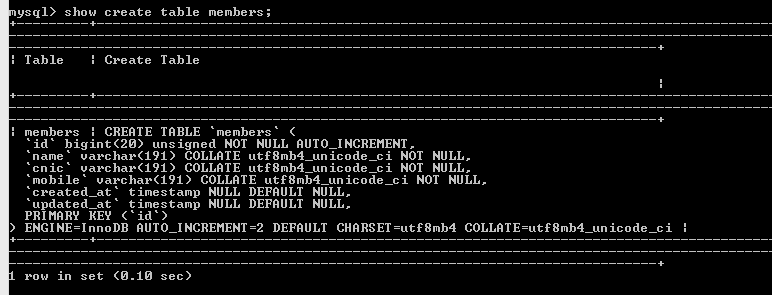 mysql> show create table members;
| Table | Create Table
|
| members | CREATE TABLE `members` (
`id` bigint(20) unsigned NOT NULL AUTO_INCREMENT,
`name` varchar(191) COLLATE utf8mb4_unicode_ci NOT NULL,
`cnic` varchar(191) COLLATE utf8mb4_unicode_ci NOT NULL,
`mobile` varchar(191) COLLATE utf8mb4_unicode_ci NOT NULL,
`created_at` timestamp NULL DEFAULT NULL,
`updated_at` timestamp NULL DEFAULT NULL,
PRIMARY KEY (`id`)
) ENGINE=InnoDB AUTO_INCREMENT=2 DEFAULT CHARSET=utf8mb4 COLLATE=utf8mb4_unicode_ci |
1 row in set (0.10 sec)